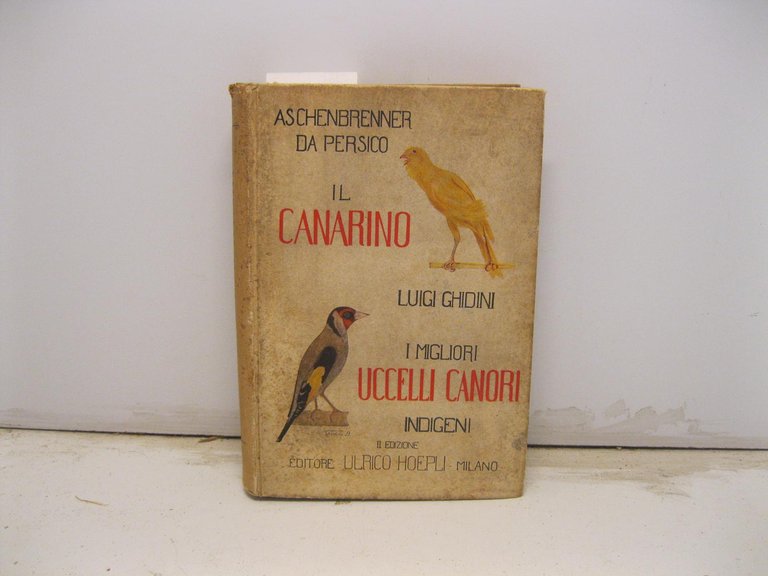 ASCHENBRENNER
DA PERSICO
IL
CANARINO
LUIGI GHIDINI
I MIGLIORI
UCCELLI CANORI
INDIGENI
II EDIZIONE
EDITORE ULRICO HOEPLI - MILANO